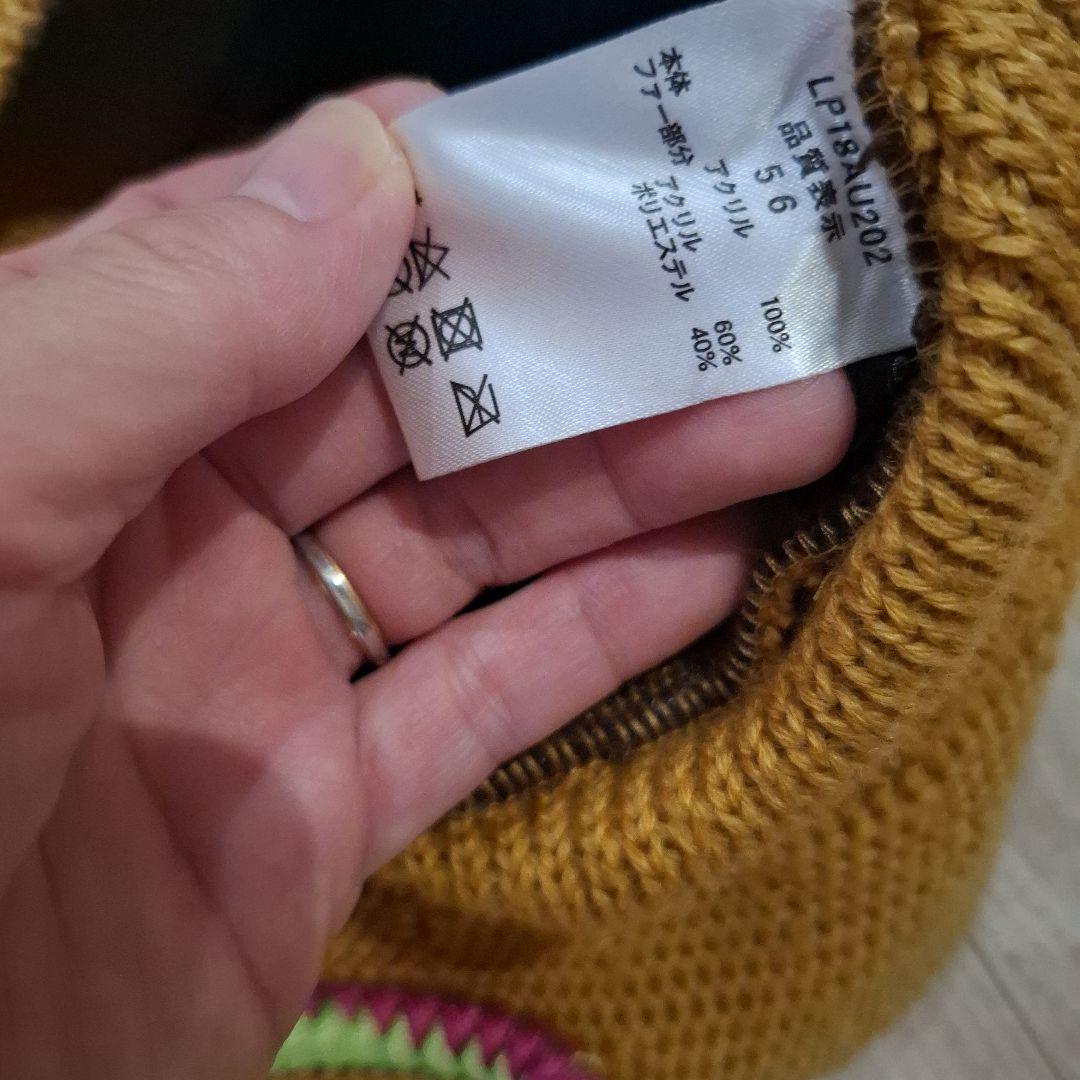 LP18AU202
品質表示
56
本体 アクリル 100%
ファー部分 アクリル 60%
ポリエステル 40%